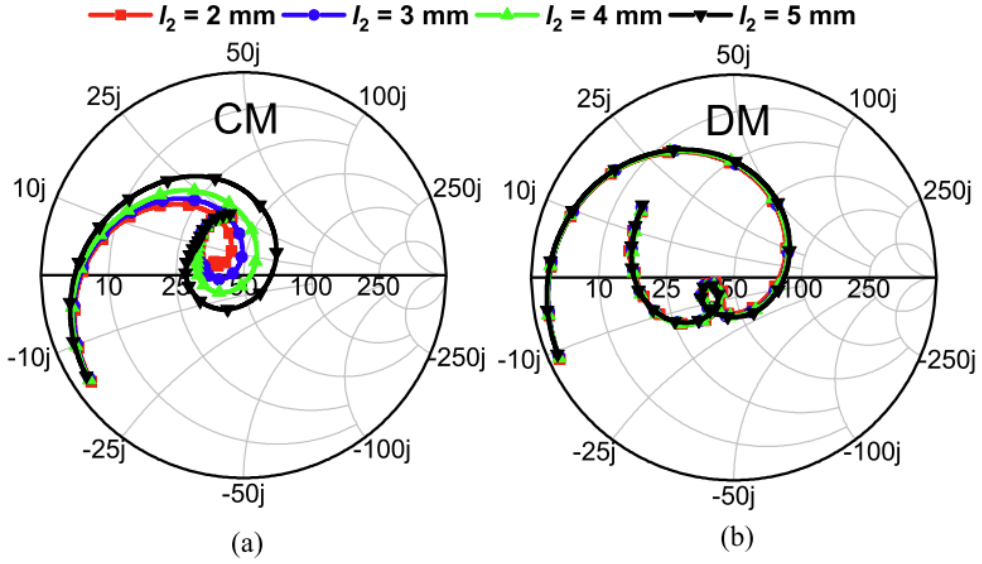 l2 = 2 mm l2 = 3 mm l2 = 4 mm l2 = 5 mm
50j 50j
25j 100j 25j 100j
CM DM
10j 250j 10j 250j
10 25 50 100 250 10 25 50 100 250
-10j -250j -10j -250j
-25j -100j -25j -100j
-50j -50j
(a) (b)